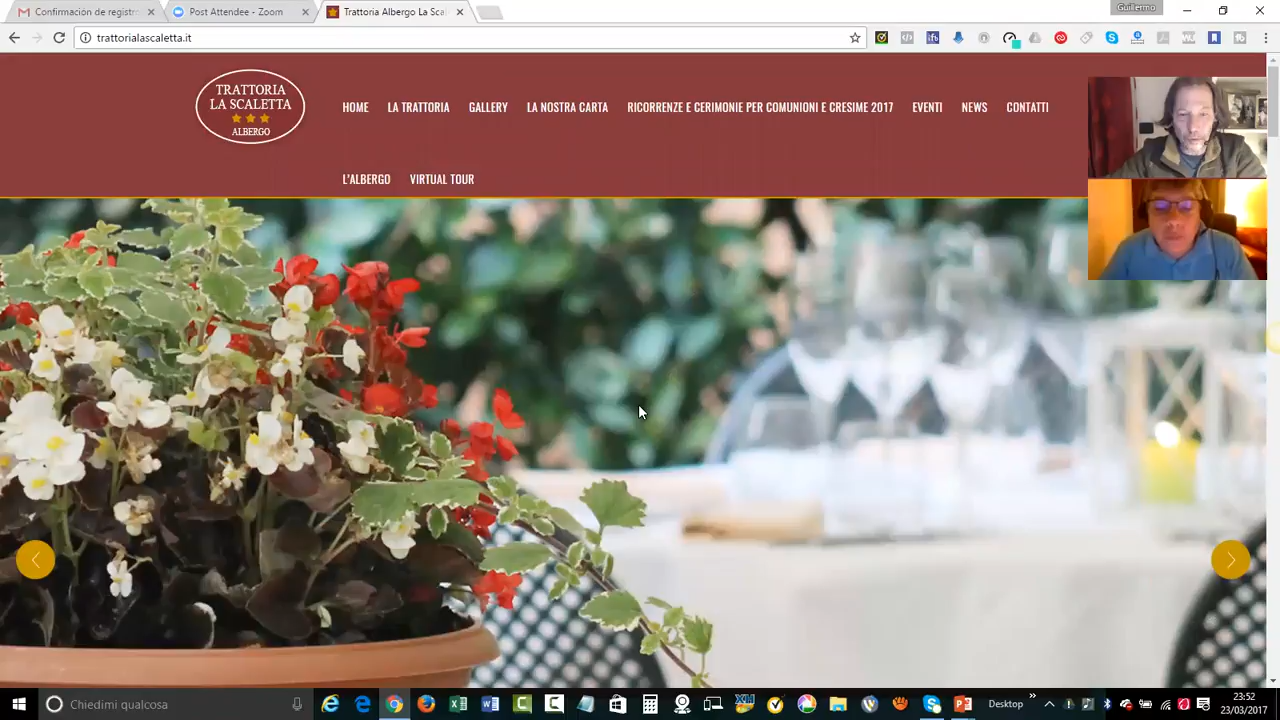 Guillermo
Confirmación de registro
Post Attendee - Zoom
Trattoria Albergo La Scal
trattorialascaletta.it
TRATTORIA
LA SCALETTA
ALBERGO
HOME
LA TRATTORIA
GALLERY
LA NOSTRA CARTA
RICORRENZE E CERIMONIE PER COMUNIONI E CRESIME 2017
EVENTI
NEWS
CONTATTI
L'ALBERGO
VIRTUAL TOUR
Chiedimi qualcosa
Desktop
23:52
23/03/2017